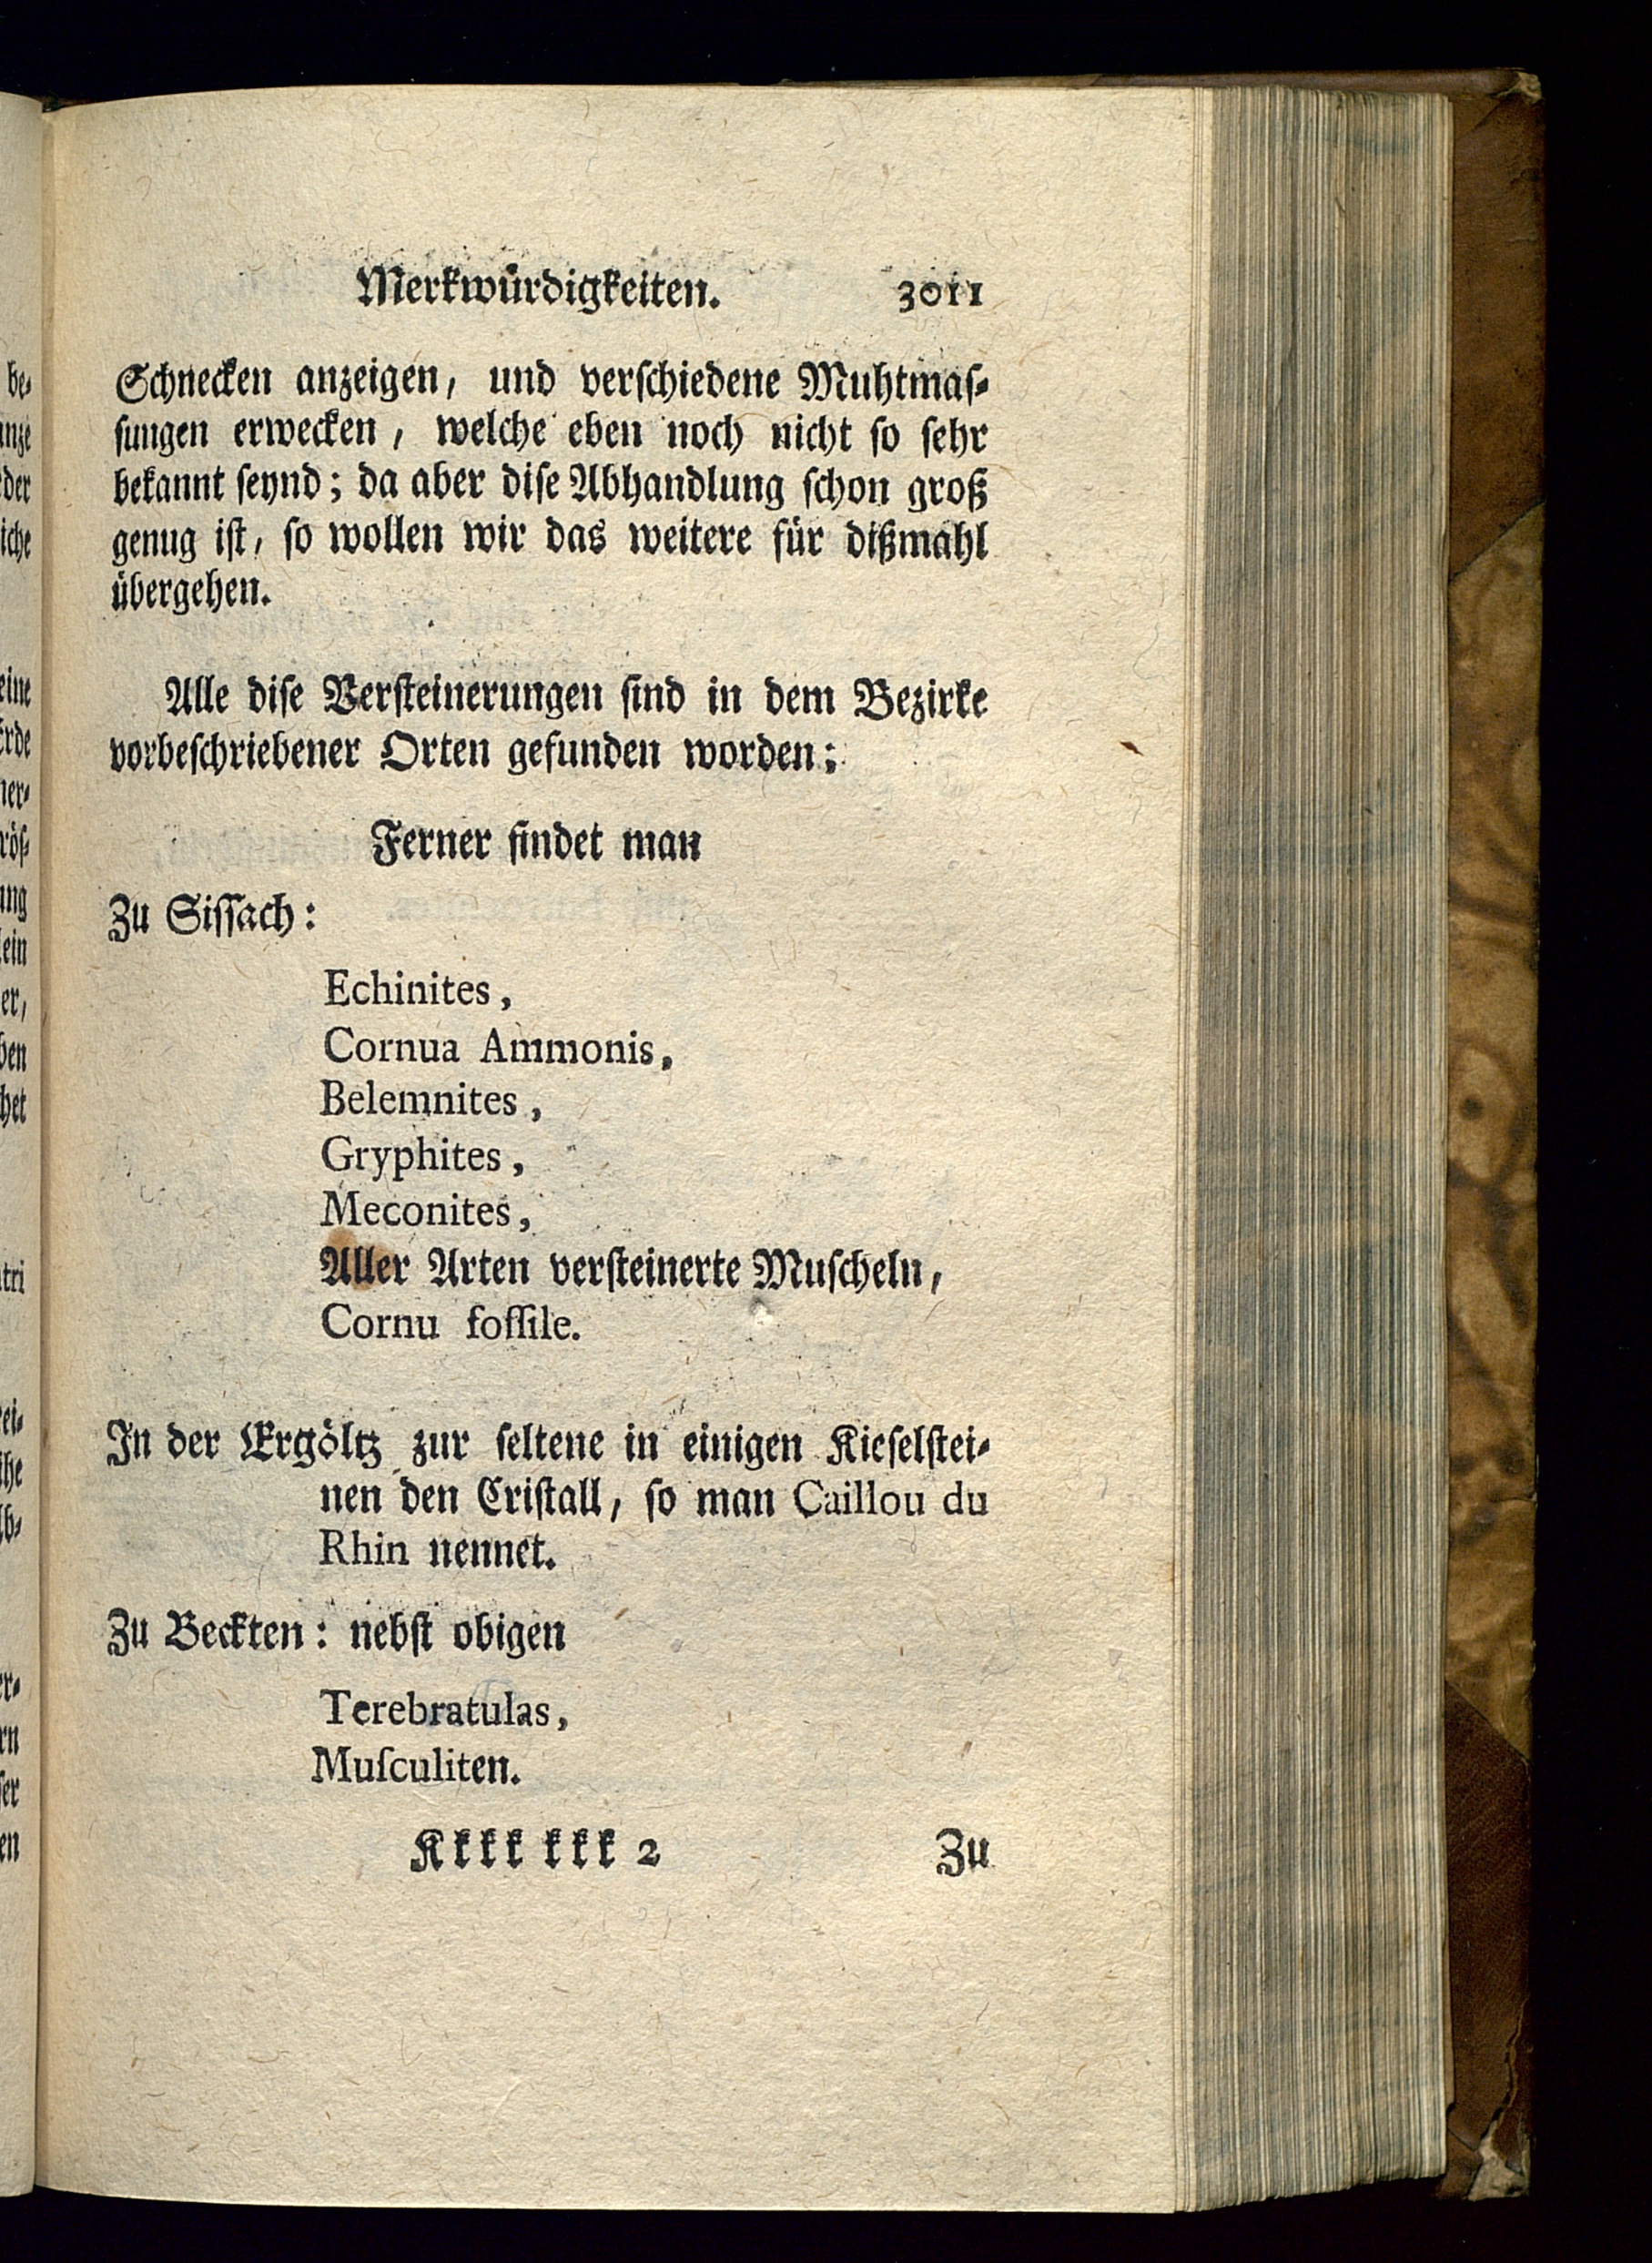 Merkwürdigkeiten. 3011
Schnecken anzeigen, und verschiedene Muhtmas-
sungen erwecken, welche eben noch nicht so sehr
bekannt seynd; da aber dise Abhandlung schon groß
genug ist, so wollen wir das weitere für dißmahl
übergehen.
Alle dise Versteinerungen sind in dem Bezirke
vorbeschriebener Orten gefunden worden:
Ferner findet man
Zu Sissach:
Echinites,
Cornua Ammonis,
Belemnites,
Gryphites,
Meconites,
Aller Arten versteinerte Muscheln,
Cornu fossile.
In der Ergöltz zur seltene in einigen Kieselstei-
nen den Cristall, so man Caillou du
Rhin nennet.
Zu Beckten: nebst obigen
Terebratulas,
Musculiten.
Kkkk kkk 2 Zu